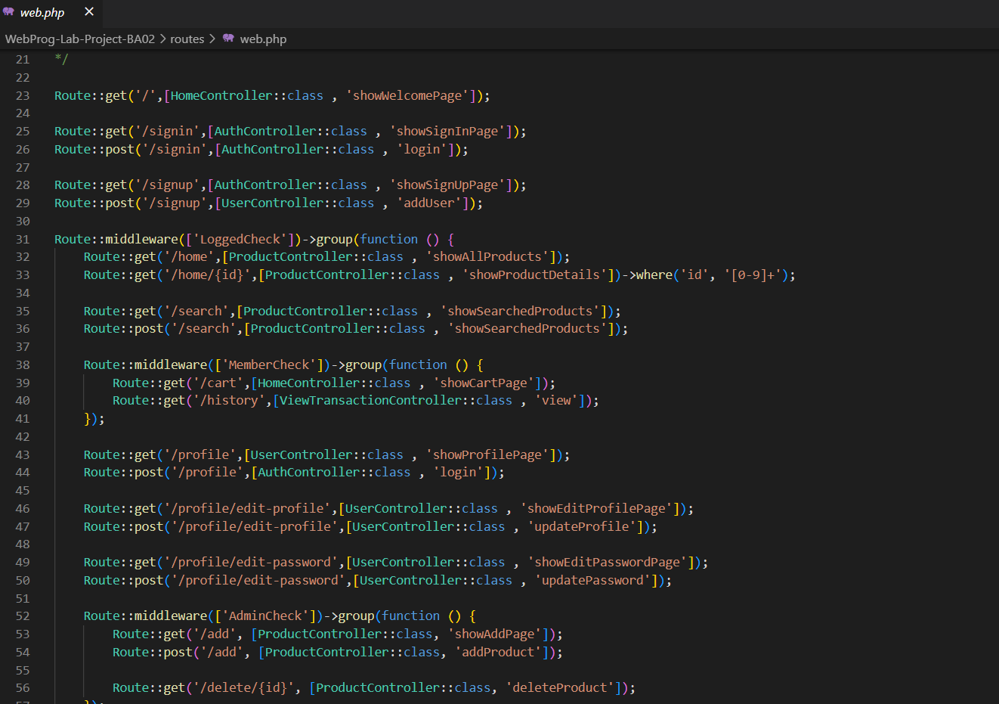 web.php
WebProg-Lab-Project-BA02 > routes > web.php
21 */
22
23 Route::get('/',[HomeController::class , 'showWelcomePage']);
24
25 Route::get('/signin',[AuthController::class , 'showSignInPage']);
26 Route::post('/signin',[AuthController::class , 'login']);
27
28 Route::get('/signup',[AuthController::class , 'showSignUpPage']);
29 Route::post('/signup',[UserController::class , 'addUser']);
30
31 Route::middleware(['LoggedCheck'])->group(function () {
32     Route::get('/home',[ProductController::class , 'showAllProducts']);
33     Route::get('/home/{id}',[ProductController::class , 'showProductDetails'])->where('id', '[0-9]+');
34
35     Route::get('/search',[ProductController::class , 'showSearchedProducts']);
36     Route::post('/search',[ProductController::class , 'showSearchedProducts']);
37
38     Route::middleware(['MemberCheck'])->group(function () {
39         Route::get('/cart',[HomeController::class , 'showCartPage']);
40         Route::get('/history',[ViewTransactionController::class , 'view']);
41     });
42
43     Route::get('/profile',[UserController::class , 'showProfilePage']);
44     Route::post('/profile',[AuthController::class , 'login']);
45
46     Route::get('/profile/edit-profile',[UserController::class , 'showEditProfilePage']);
47     Route::post('/profile/edit-profile',[UserController::class , 'updateProfile']);
48
49     Route::get('/profile/edit-password',[UserController::class , 'showEditPasswordPage']);
50     Route::post('/profile/edit-password',[UserController::class , 'updatePassword']);
51
52     Route::middleware(['AdminCheck'])->group(function () {
53         Route::get('/add', [ProductController::class, 'showAddPage']);
54         Route::post('/add', [ProductController::class, 'addProduct']);
55
56         Route::get('/delete/{id}', [ProductController::class, 'deleteProduct']);
57     });